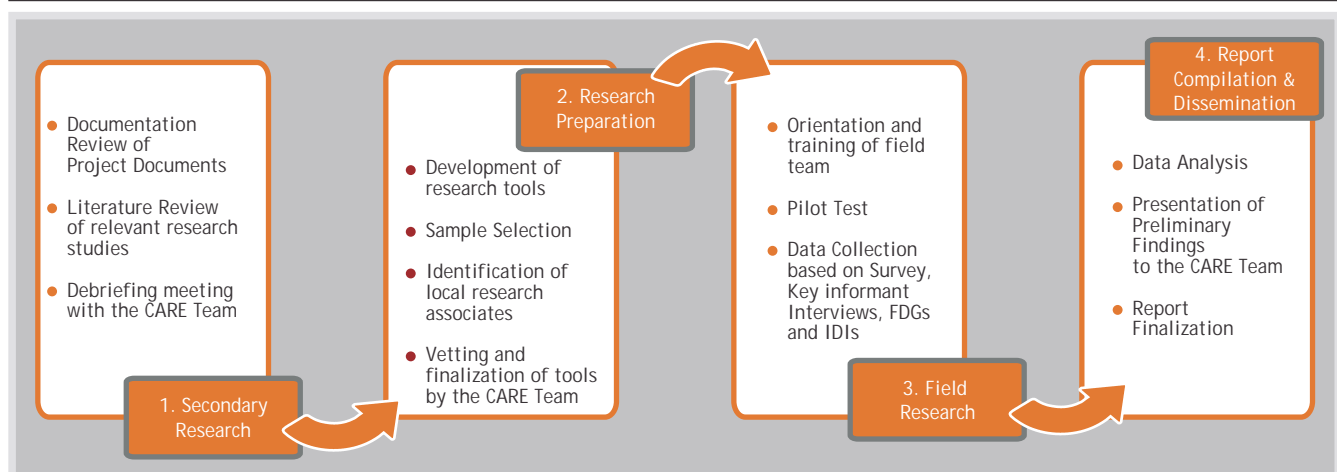 • Documentation
Review of
Project Documents
• Literature Review
of relevant research
studies
• Debriefing meeting
with the CARE Team
1. Secondary
Research
2. Research
Preparation
• Development of
research tools
• Sample Selection
• Identification of
local research
associates
• Vetting and
finalization of tools
by the CARE Team
• Orientation and
training of field
team
• Pilot Test
• Data Collection
based on Survey,
Key informant
Interviews, FDGs
and IDIs
3. Field
Research
4. Report
Compilation &
Dissemination
• Data Analysis
• Presentation of
Preliminary
Findings
to the CARE Team
• Report
Finalization